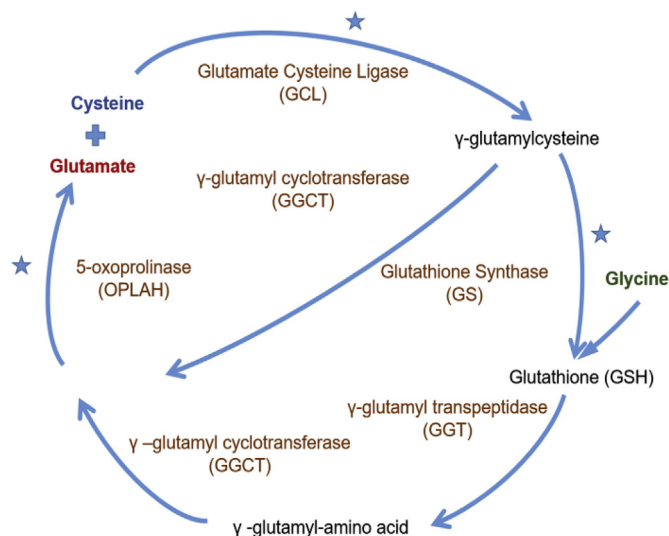 Glutamate Cysteine Ligase
(GCL)
Cysteine
Glutamate
γ-glutamylcysteine
γ-glutamyl cyclotransferase
(GGCT)
5-oxoprolinase
(OPLAH)
Glutathione Synthase
(GS)
Glycine
Glutathione (GSH)
γ-glutamyl transpeptidase
(GGT)
γ –glutamyl cyclotransferase
(GGCT)
γ -glutamyl-amino acid